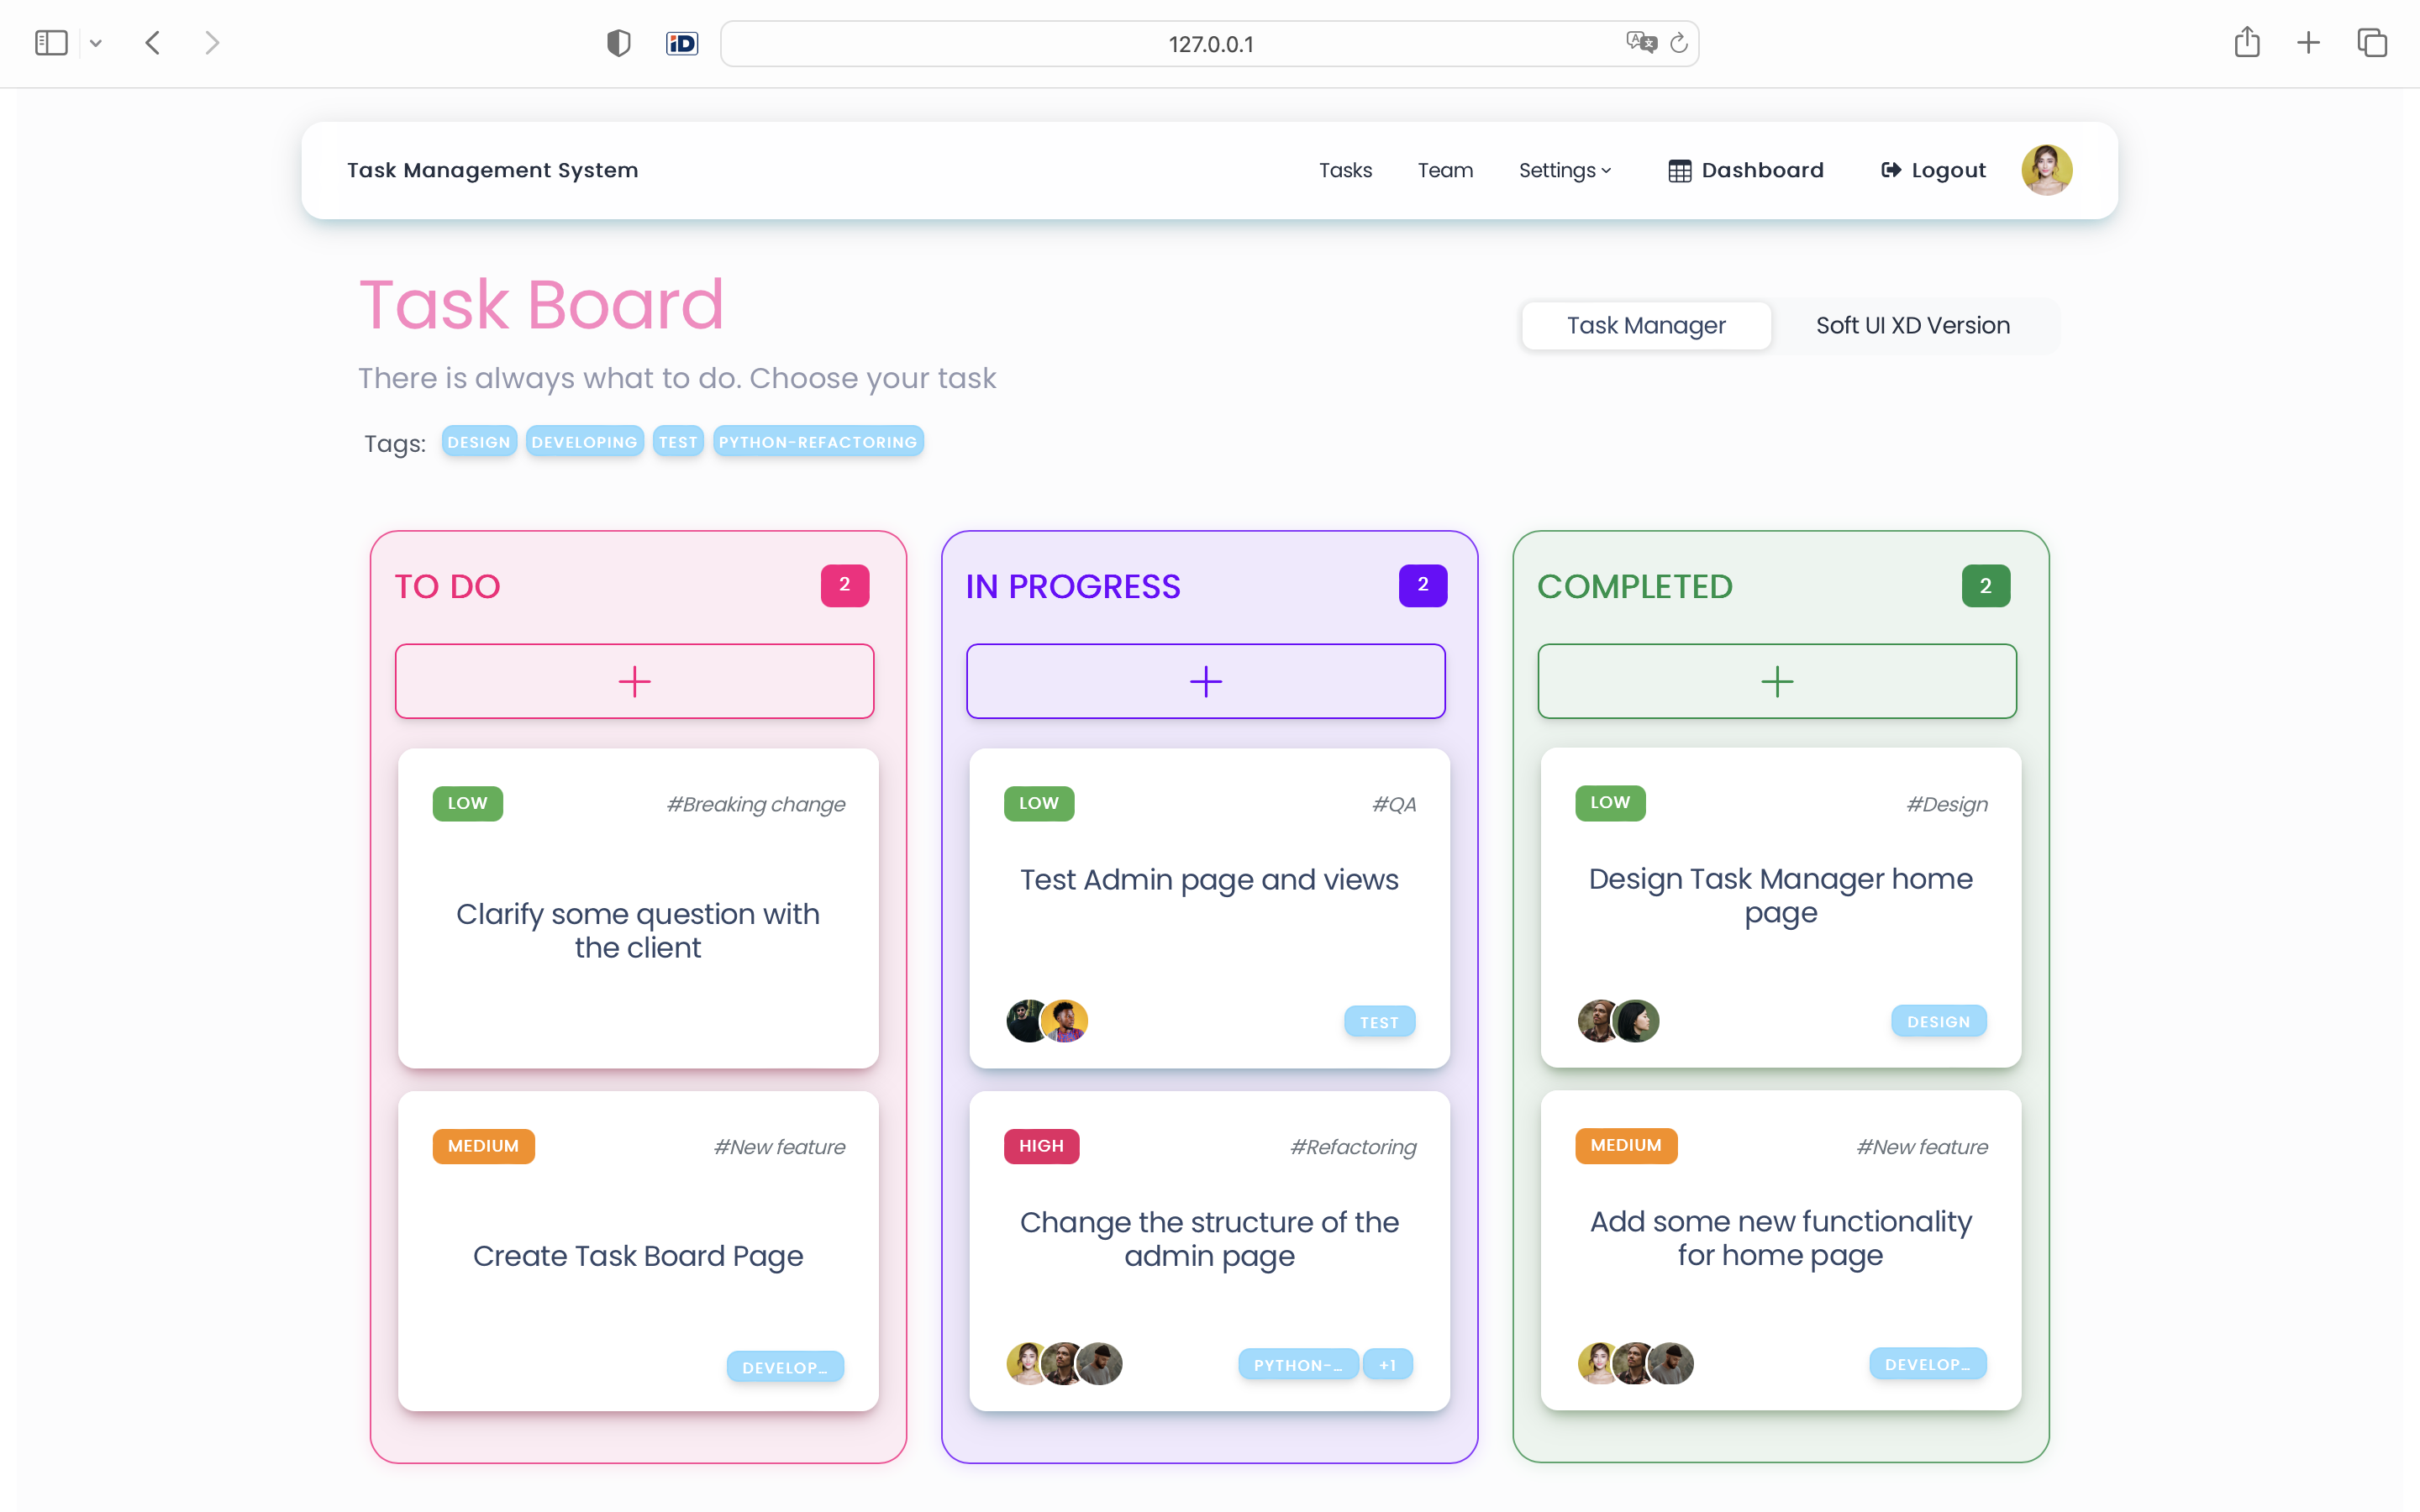 iD
127.0.0.1
Task Management System
Tasks
Team
Settings
Dashboard
Logout
Task Board
Task Manager
Soft UI XD Version
There is always what to do. Choose your task
Tags: DESIGN DEVELOPING TEST PYTHON-REFACTORING
TO DO
2
+
LOW
#Breaking change
Clarify some question with
the client
MEDIUM
#New feature
Create Task Board Page
DEVELOP...
IN PROGRESS
2
+
LOW
#QA
Test Admin page and views
TEST
HIGH
#Refactoring
Change the structure of the
admin page
PYTHON-...
+1
COMPLETED
2
+
LOW
#Design
Design Task Manager home
page
DESIGN
MEDIUM
#New feature
Add some new functionality
for home page
DEVELOP...